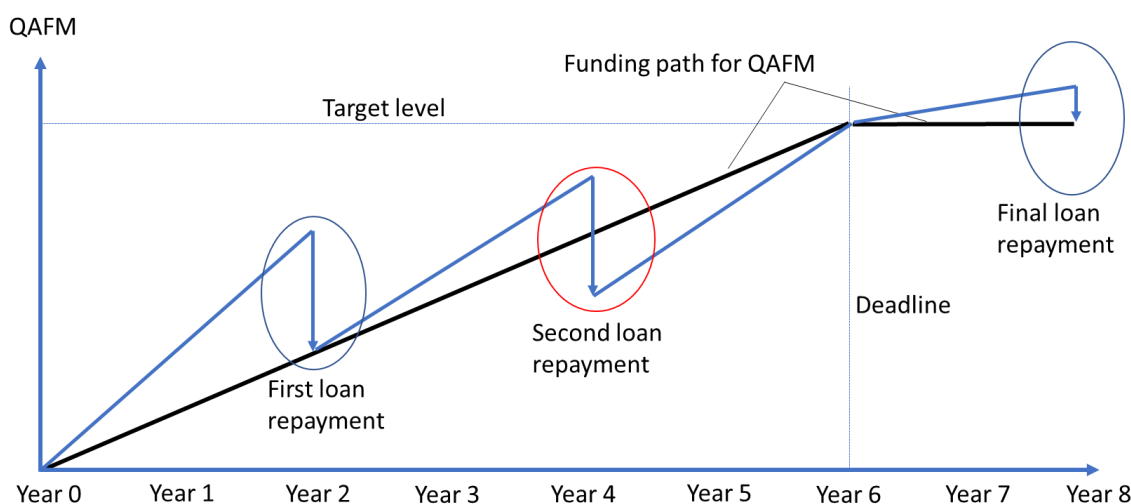 QAFM
Funding path for QAFM
Target level
Final loan
repayment
Deadline
Second loan
repayment
First loan
repayment
Year 0 Year 1 Year 2 Year 3 Year 4 Year 5 Year 6 Year 7 Year 8